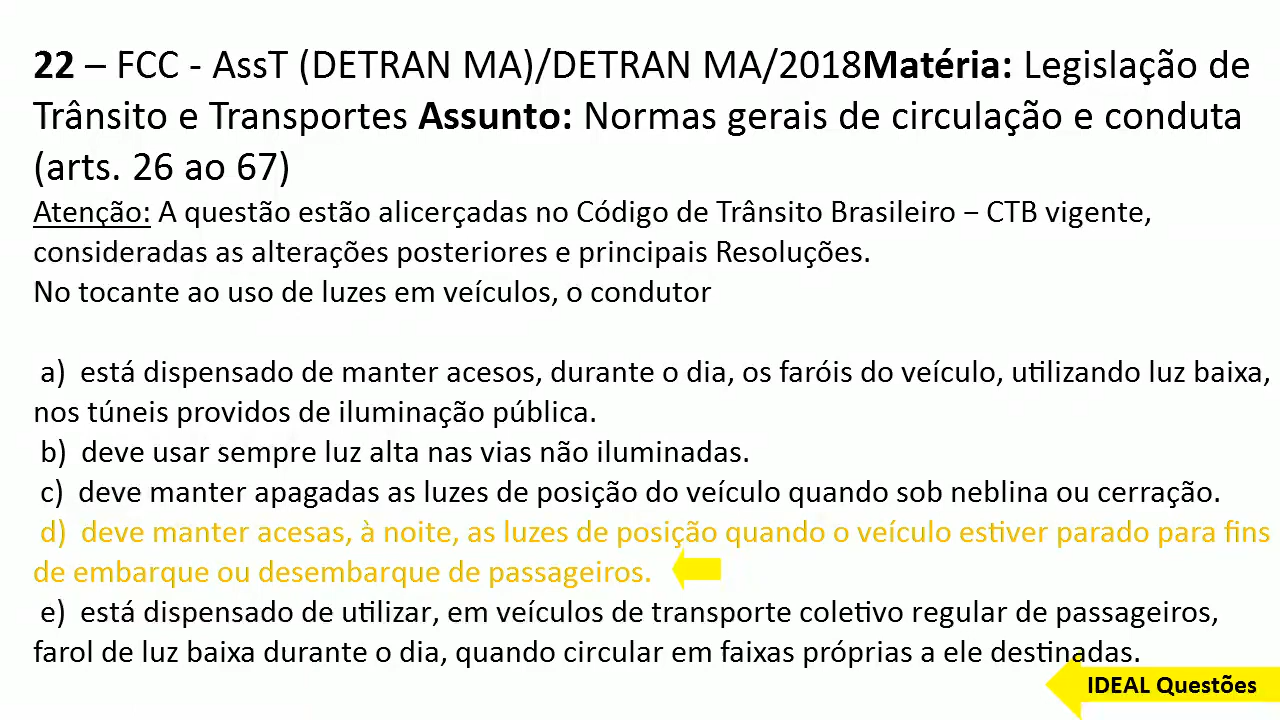 22 – FCC - AssT (DETRAN MA)/DETRAN MA/2018Matéria: Legislação de
Trânsito e Transportes Assunto: Normas gerais de circulação e conduta
(arts. 26 ao 67)
Atenção: A questão estão alicerçadas no Código de Trânsito Brasileiro − CTB vigente,
consideradas as alterações posteriores e principais Resoluções.
No tocante ao uso de luzes em veículos, o condutor
a) está dispensado de manter acesos, durante o dia, os faróis do veículo, utilizando luz baixa,
nos túneis providos de iluminação pública.
b) deve usar sempre luz alta nas vias não iluminadas.
c) deve manter apagadas as luzes de posição do veículo quando sob neblina ou cerração.
d) deve manter acesas, à noite, as luzes de posição quando o veículo estiver parado para fins
de embarque ou desembarque de passageiros.
e) está dispensado de utilizar, em veículos de transporte coletivo regular de passageiros,
farol de luz baixa durante o dia, quando circular em faixas próprias a ele destinadas.
IDEAL Questões